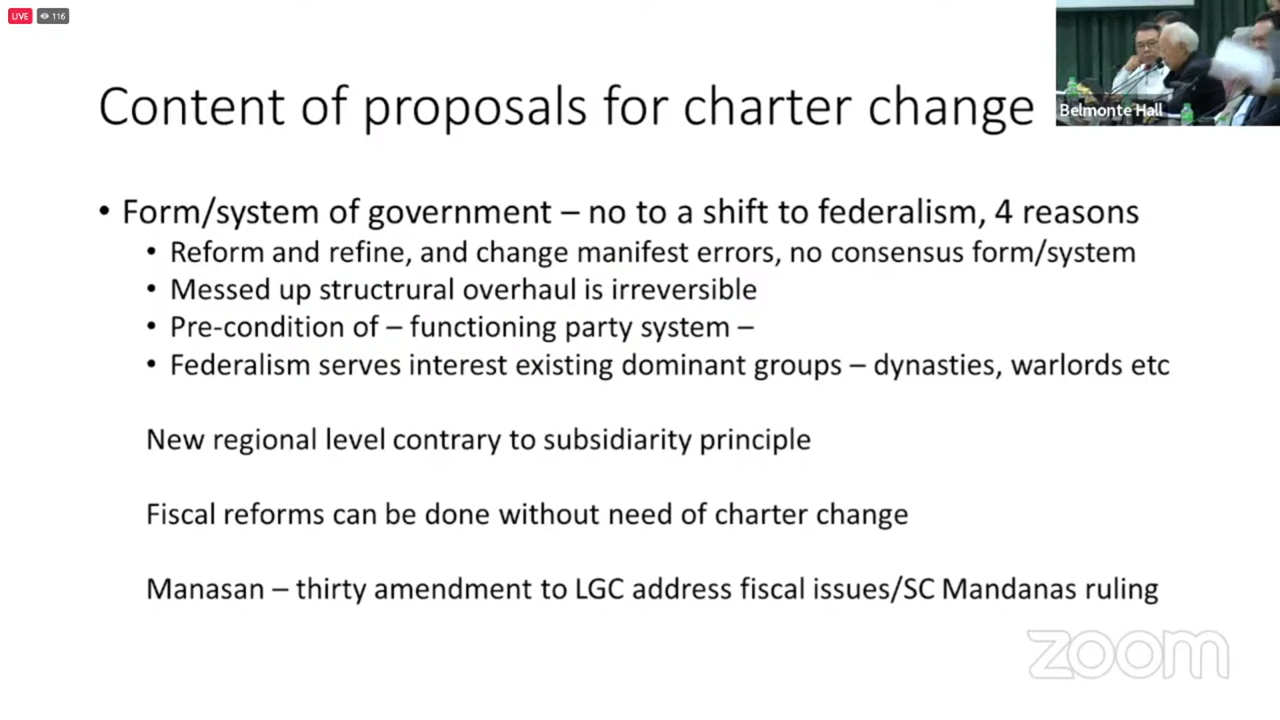 LIVE
116
Content of proposals for charter change
Belmonte Hall
• Form/system of government – no to a shift to federalism, 4 reasons
• Reform and refine, and change manifest errors, no consensus form/system
• Messed up structrural overhaul is irreversible
• Pre-condition of – functioning party system –
• Federalism serves interest existing dominant groups – dynasties, warlords etc
New regional level contrary to subsidiarity principle
Fiscal reforms can be done without need of charter change
Manasan – thirty amendment to LGC address fiscal issues/SC Mandanas ruling
zoom